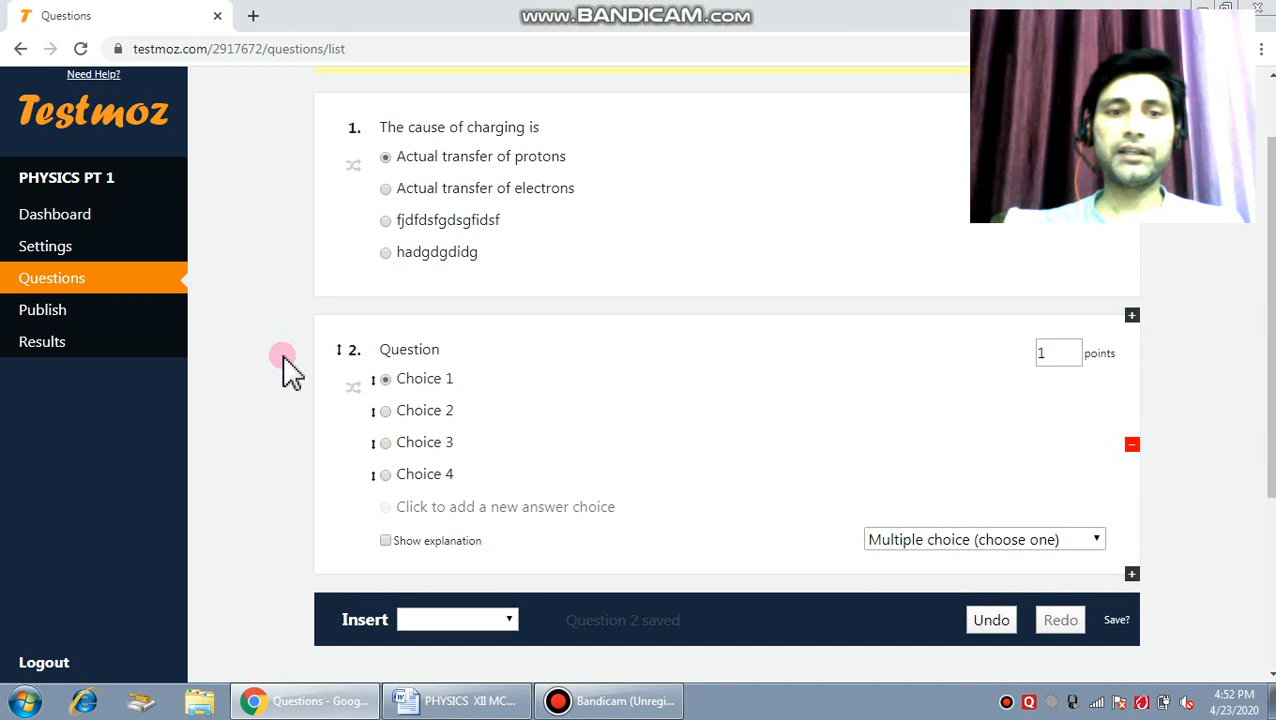 Questions
www.BANDICAM.com
testmoz.com/2917672/questions/list
Need Help?
Testmoz
PHYSICS PT 1
Dashboard
Settings
Questions
Publish
Results
Logout
1. The cause of charging is
Actual transfer of protons
Actual transfer of electrons
fjdfdsfgdsgfidsf
hadgdgdidg
2. Question
1 points
Choice 1
Choice 2
Choice 3
Choice 4
Click to add a new answer choice
Show explanation
Multiple choice (choose one)
Insert
Question 2 saved
Undo
Redo
Save?
Questions - Goog...
PHYSICS XII MC...
Bandicam (Unregi...
4:52 PM
4/23/2020